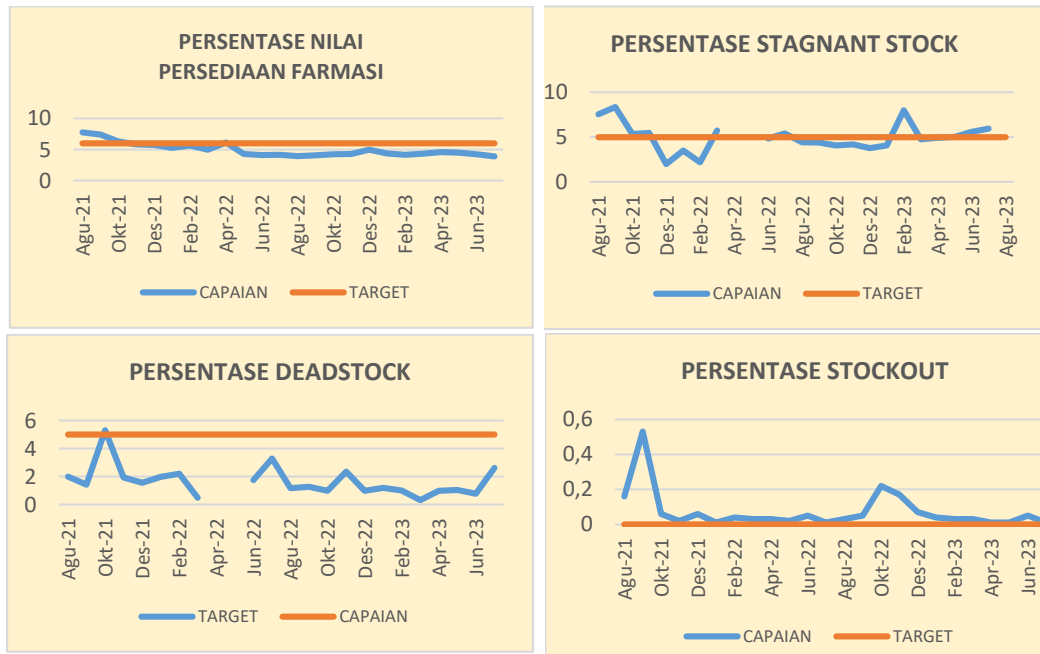 PERSENTASE NILAI
PERSEDIAAN FARMASI
10
5
0
Agu-21
Okt-21
Des-21
Feb-22
Apr-22
Jun-22
Agu-22
Okt-22
Des-22
Feb-23
Apr-23
Jun-23
CAPAIAN
TARGET
PERSENTASE STAGNANT STOCK
10
5
0
Agu-21
Okt-21
Des-21
Feb-22
Apr-22
Jun-22
Agu-22
Okt-22
Des-22
Feb-23
Apr-23
Jun-23
Agu-23
CAPAIAN
TARGET
PERSENTASE DEADSTOCK
6
4
2
0
Agu-21
Okt-21
Des-21
Feb-22
Apr-22
Jun-22
Agu-22
Okt-22
Des-22
Feb-23
Apr-23
Jun-23
TARGET
CAPAIAN
PERSENTASE STOCKOUT
0,6
0,4
0,2
0
Agu-21
Okt-21
Des-21
Feb-22
Apr-22
Jun-22
Agu-22
Okt-22
Des-22
Feb-23
Apr-23
Jun-23
CAPAIAN
TARGET